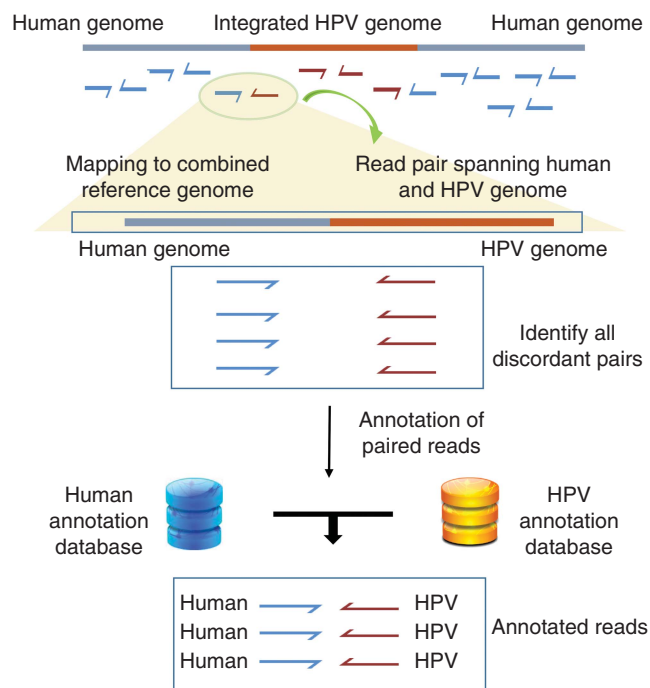 Human genome Integrated HPV genome Human genome
Mapping to combined
reference genome
Read pair spanning human
and HPV genome
Human genome HPV genome
Identify all
discordant pairs
Annotation of
paired reads
Human
annotation
database
HPV
annotation
database
Human HPV
Human HPV
Human HPV
Annotated reads